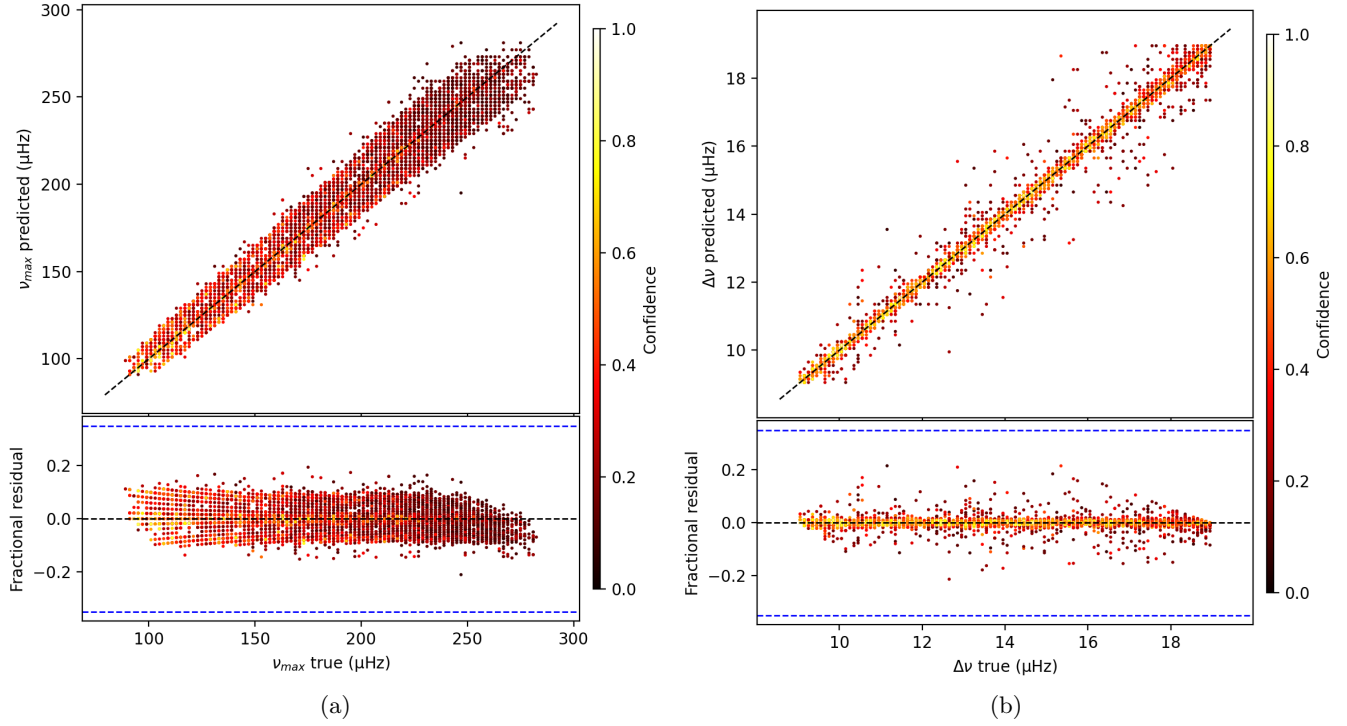 300
250
200
150
100
ν_max predicted (μHz)
1.0
0.8
0.6
0.4
0.2
0.0
Confidence
0.2
0.0
−0.2
Fractional residual
100 150 200 250 300
ν_max true (μHz)
(a)
18
16
14
12
10
Δν predicted (μHz)
1.0
0.8
0.6
0.4
0.2
0.0
Confidence
0.2
0.0
−0.2
Fractional residual
10 12 14 16 18
Δν true (μHz)
(b)